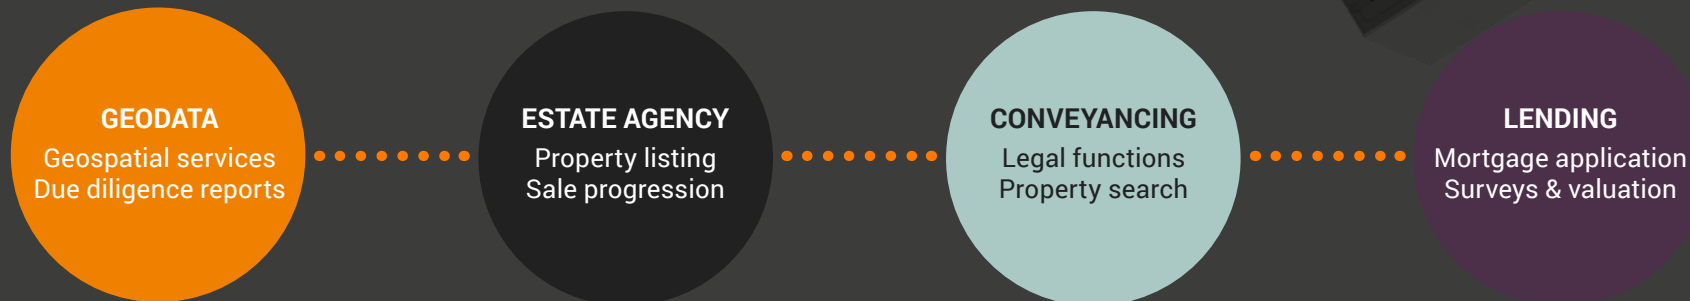 GEODATA
Geospatial services
Due diligence reports
ESTATE AGENCY
Property listing
Sale progression
CONVEYANCING
Legal functions
Property search
LENDING
Mortgage application
Surveys & valuation